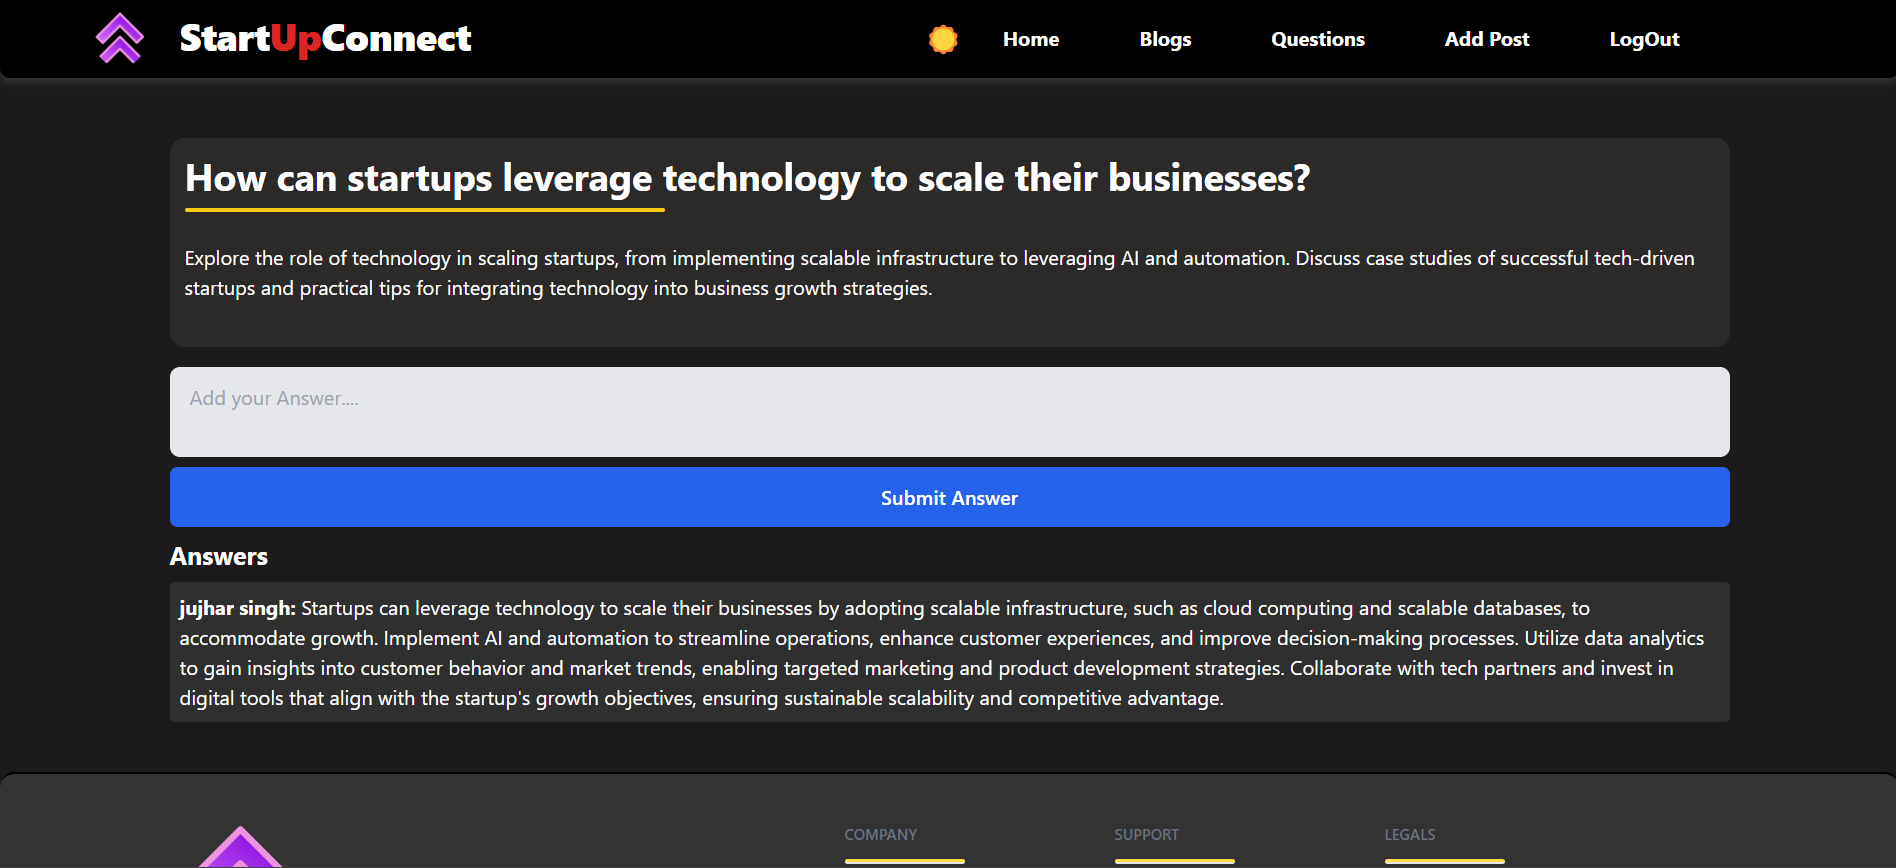 StartUpConnect
Home
Blogs
Questions
Add Post
LogOut
How can startups leverage technology to scale their businesses?
Explore the role of technology in scaling startups, from implementing scalable infrastructure to leveraging AI and automation. Discuss case studies of successful tech-driven
startups and practical tips for integrating technology into business growth strategies.
Add your Answer....
Submit Answer
Answers
jujhar singh: Startups can leverage technology to scale their businesses by adopting scalable infrastructure, such as cloud computing and scalable databases, to
accommodate growth. Implement AI and automation to streamline operations, enhance customer experiences, and improve decision-making processes. Utilize data analytics
to gain insights into customer behavior and market trends, enabling targeted marketing and product development strategies. Collaborate with tech partners and invest in
digital tools that align with the startup's growth objectives, ensuring sustainable scalability and competitive advantage.
COMPANY
SUPPORT
LEGALS